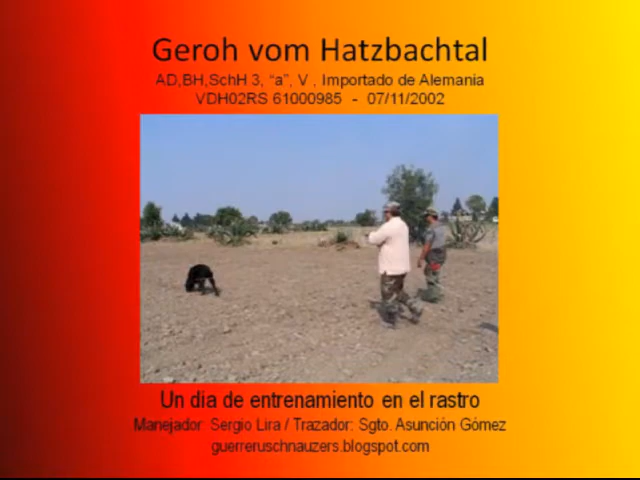 Geroh vom Hatzbachtal
AD,BH,SchH 3, “a”, V , Importado de Alemania
VDH02RS 61000985 - 07/11/2002
Un día de entrenamiento en el rastro
Manejador: Sergio Lira / Trazador: Sgto. Asunción Gómez
guerreruschnauzers.blogspot.com